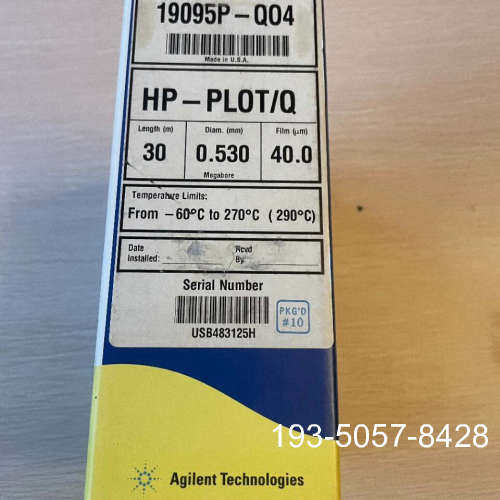 19095P-QO4
Made in U.S.A.
HP-PLOT/Q
Length (m) Diam. (mm) Film (μm)
30 0.530 40.0
Megabore
Temperature Limits:
From -60°C to 270°C (290°C)
Date Installed:
Rcvd By
Serial Number
USB483125H
PKG'D
#10
193-5057-8428
Agilent Technologies